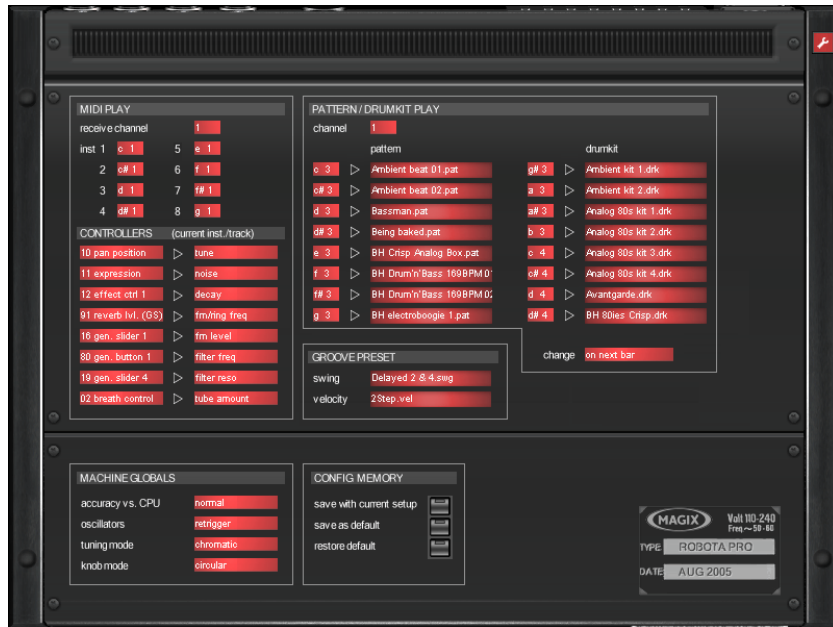 MIDI PLAY
receive channel 1
inst 1 c 1 5 e 1
2 c# 1 6 f 1
3 d 1 7 f# 1
4 d# 1 8 g 1
CONTROLLERS (current inst./track)
10 pan position tune
11 expression noise
12 effect ctrl 1 decay
91 reverb lvl. (GS) fm/ring freq
16 gen. slider 1 fm level
80 gen. button 1 filter freq
19 gen. slider 4 filter reso
02 breath control tube amount
PATTERN / DRUMKIT PLAY
channel 1
pattern drumkit
c 3 Ambient beat 01.pat g# 3 Ambient kit 1.drk
c# 3 Ambient beat 02.pat a 3 Ambient kit 2.drk
d 3 Bassman.pat a# 3 Analog 80s kit 1.drk
d# 3 Being baked.pat b 3 Analog 80s kit 2.drk
e 3 BH Crisp Analog Box.pat c 4 Analog 80s kit 3.drk
f 3 BH Drum'n'Bass 169BPM 01 c# 4 Analog 80s kit 4.drk
f# 3 BH Drum'n'Bass 169BPM 02 d 4 Avantgarde.drk
g 3 BH electroboogie 1.pat d# 4 BH 80ies Crisp.drk
change on next bar
GROOVE PRESET
swing Delayed 2 & 4.swg
velocity 2Step.vel
MACHINE GLOBALS
accuracy vs. CPU normal
oscillators retrigger
tuning mode chromatic
knob mode circular
CONFIG MEMORY
save with current setup
save as default
restore default
MAGIX Volt 110-240
Freq ~ 50-60
TYPE ROBOTA PRO
DATE AUG 2005